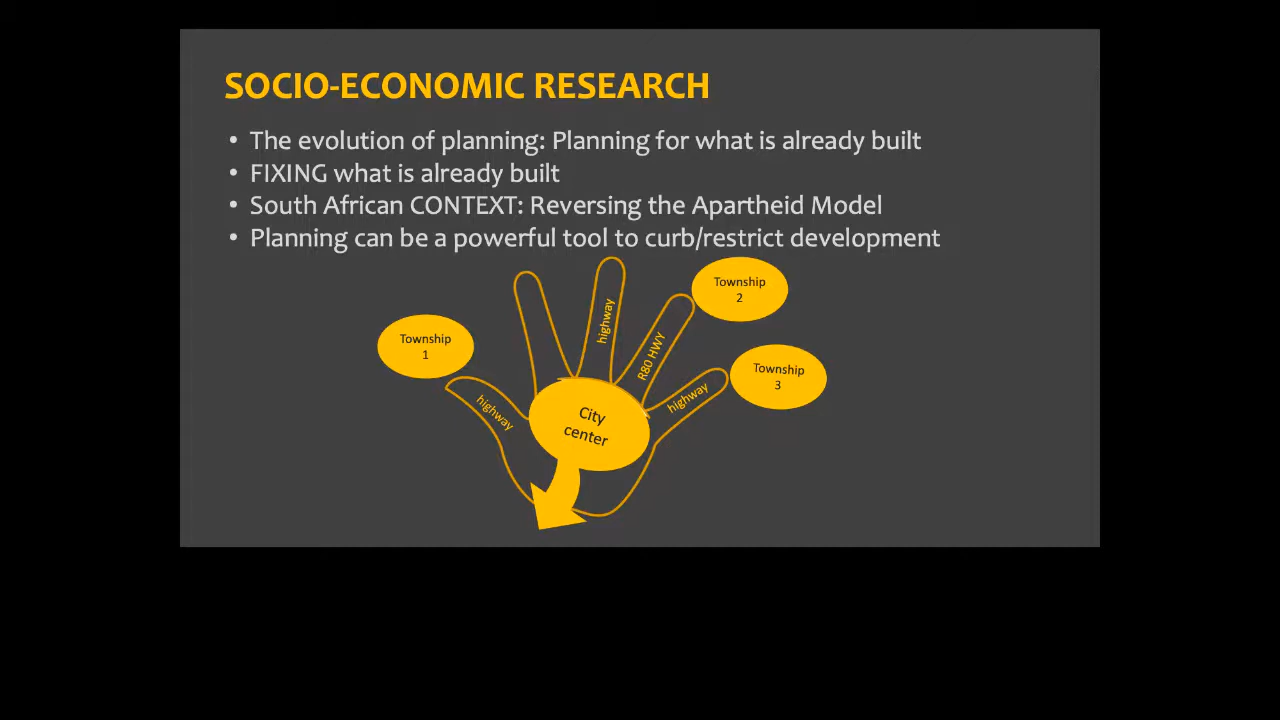 SOCIO-ECONOMIC RESEARCH
• The evolution of planning: Planning for what is already built
• FIXING what is already built
• South African CONTEXT: Reversing the Apartheid Model
• Planning can be a powerful tool to curb/restrict development
Township
1
highway
highway
R80 HWY
Township
2
highway
Township
3
City
center